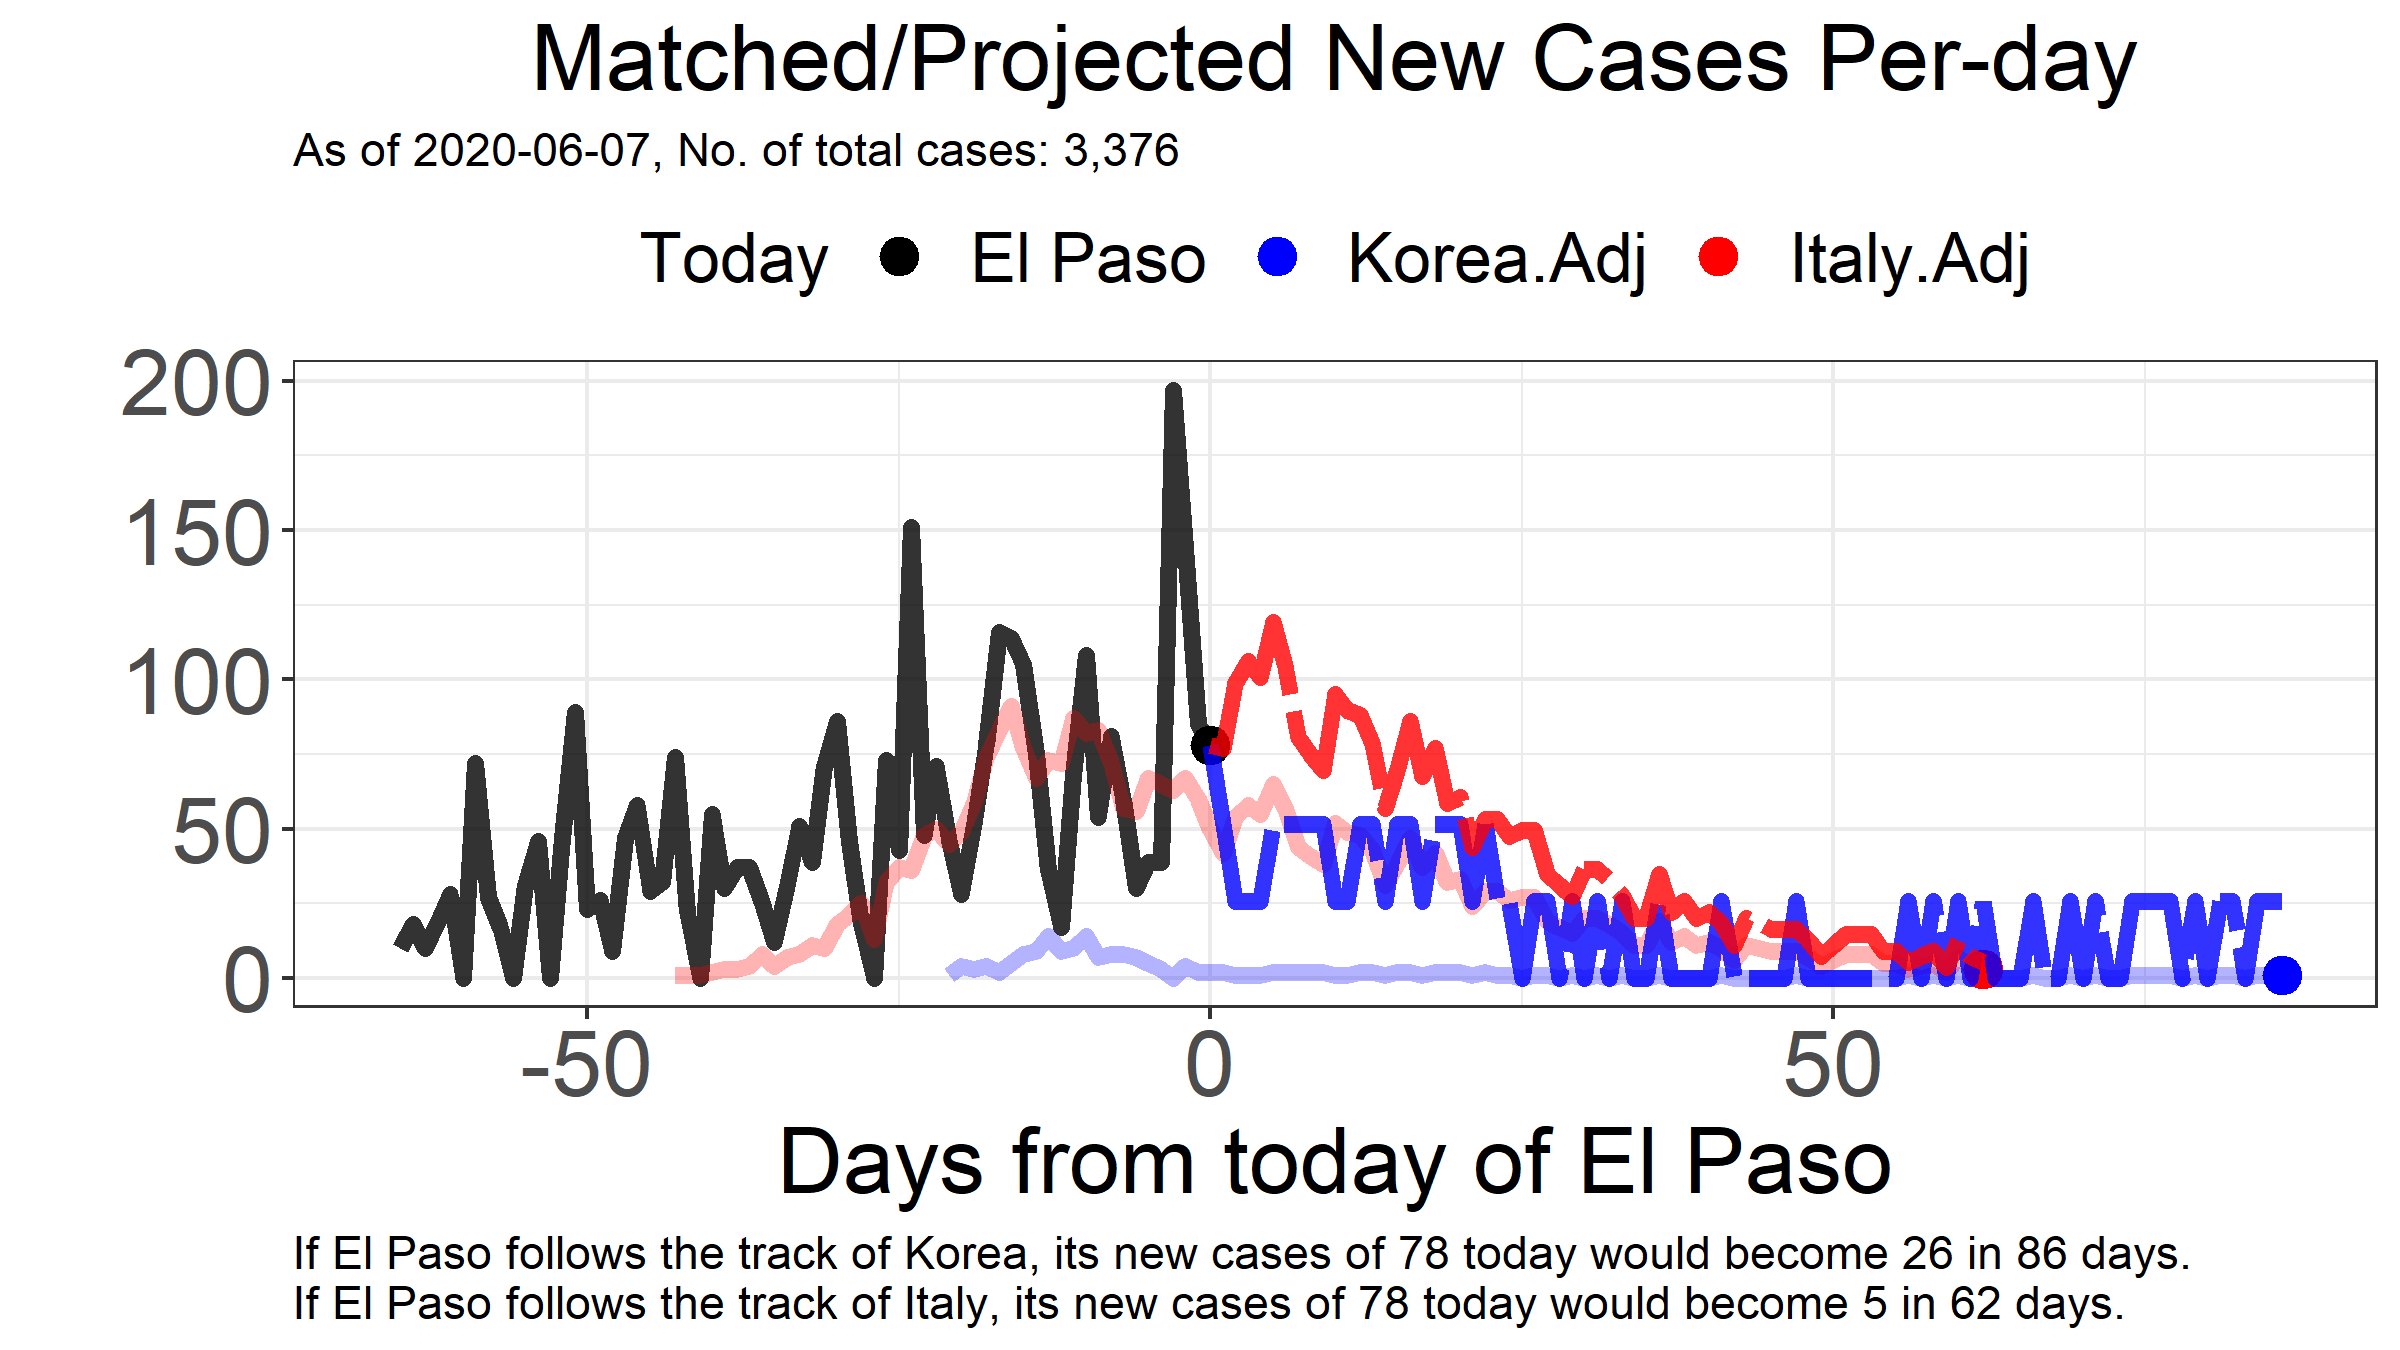 Matched/Projected New Cases Per-day
As of 2020-06-07, No. of total cases: 3,376
Today El Paso Korea.Adj Italy.Adj
200
150
100
50
0
-50 0 50
Days from today of El Paso
If El Paso follows the track of Korea, its new cases of 78 today would become 26 in 86 days.
If El Paso follows the track of Italy, its new cases of 78 today would become 5 in 62 days.